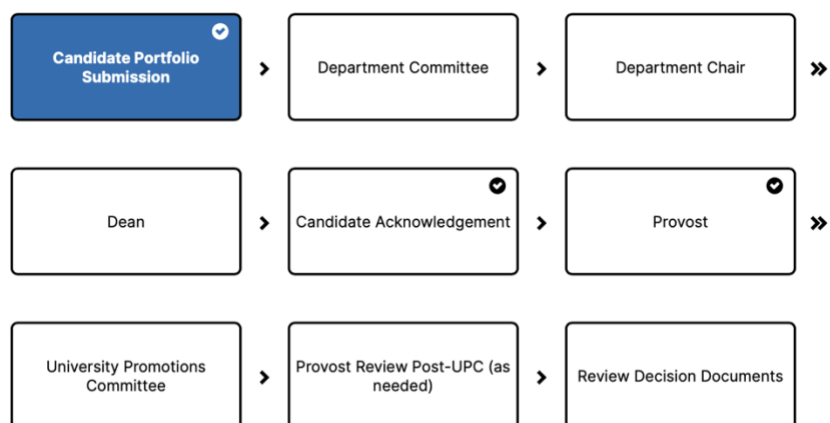 Candidate Portfolio
Submission
Department Committee
Department Chair
Dean
Candidate Acknowledgement
Provost
University Promotions
Committee
Provost Review Post-UPC (as
needed)
Review Decision Documents